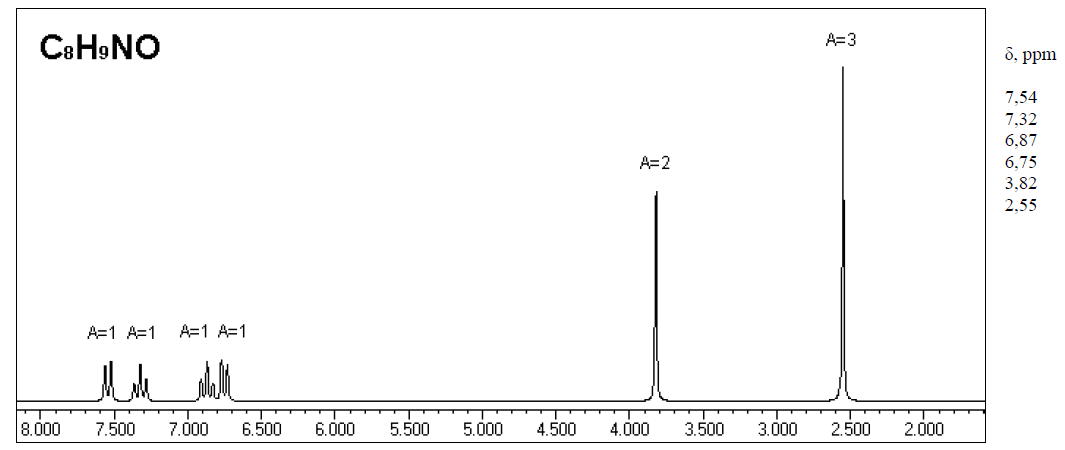 C₈H₉NO
A=3
δ, ppm
7,54
7,32
6,87
6,75
3,82
2,55
A=2
A=1 A=1 A=1 A=1
8.000 7.500 7.000 6.500 6.000 5.500 5.000 4.500 4.000 3.500 3.000 2.500 2.000